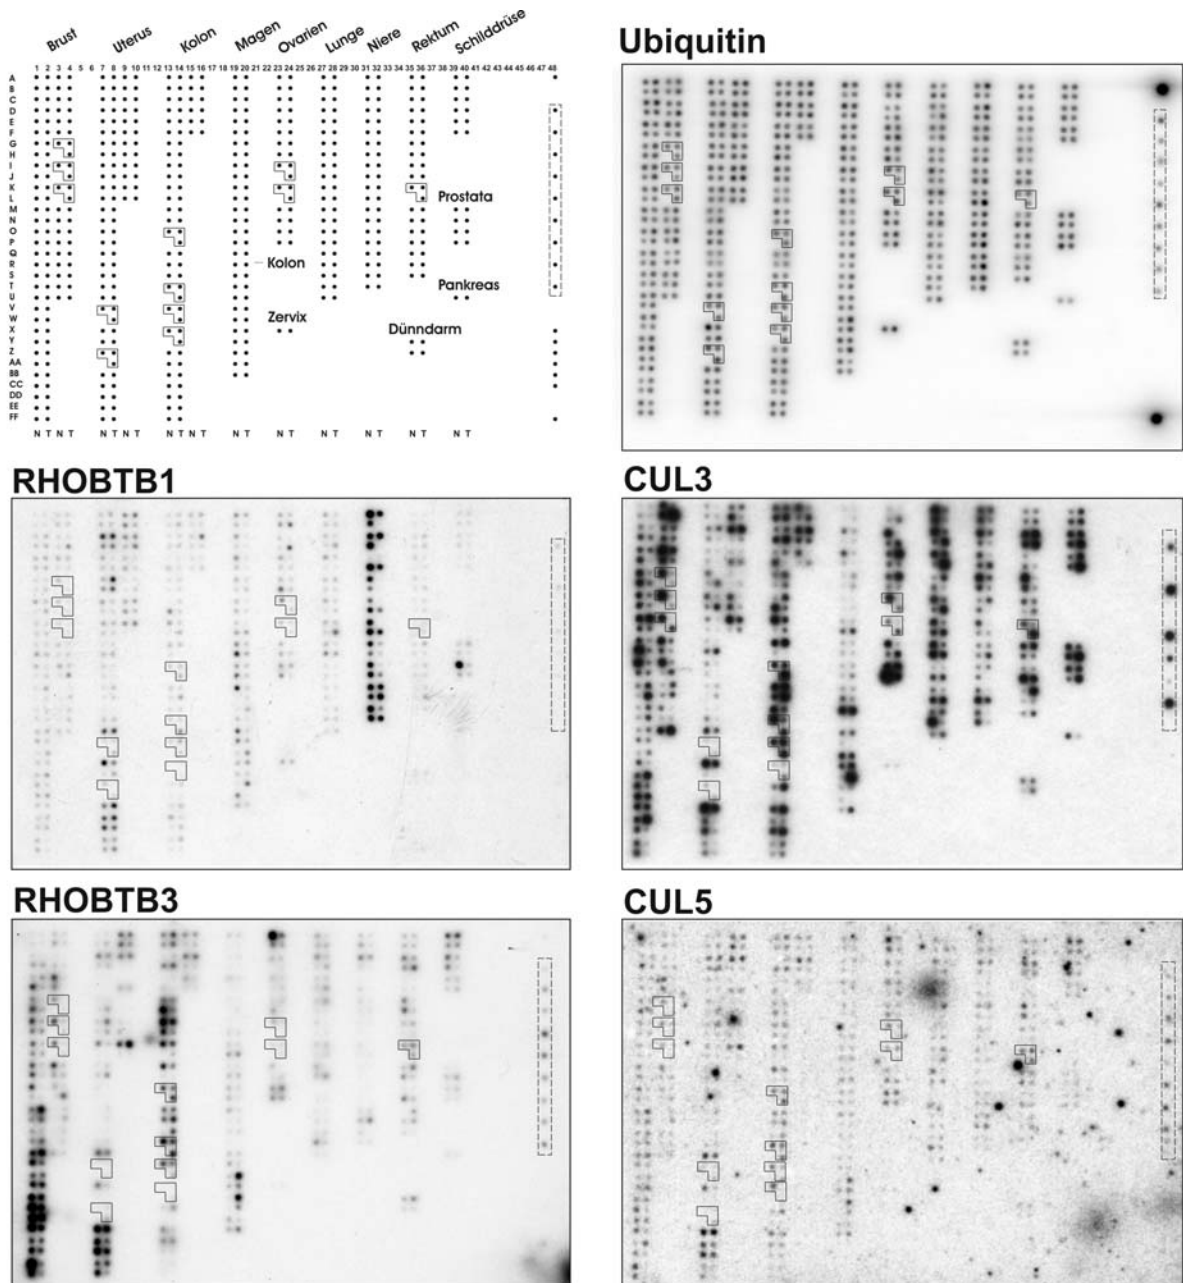 Brust Uterus Kolon Magen Ovarien Lunge Niere Rektum Schilddrüse
1 2 3 4 5 6 7 8 9 10 11 12 13 14 15 16 17 18 19 20 21 22 23 24 25 26 27 28 29 30 31 32 33 34 35 36 37 38 39 40 41 42 43 44 45 46 47 48
A
B
C
D
E
F
G
H
I
J
K
L
Prostata
M
N
O
P
Q
Kolon
R
S
T
Pankreas
U
V
W
Zervix
X
Dünndarm
Y
Z
AA
BB
CC
DD
EE
FF
N T N T N T N T N T N T N T N T N T N T N T N T
Ubiquitin
RHOBTB1
CUL3
RHOBTB3
CUL5